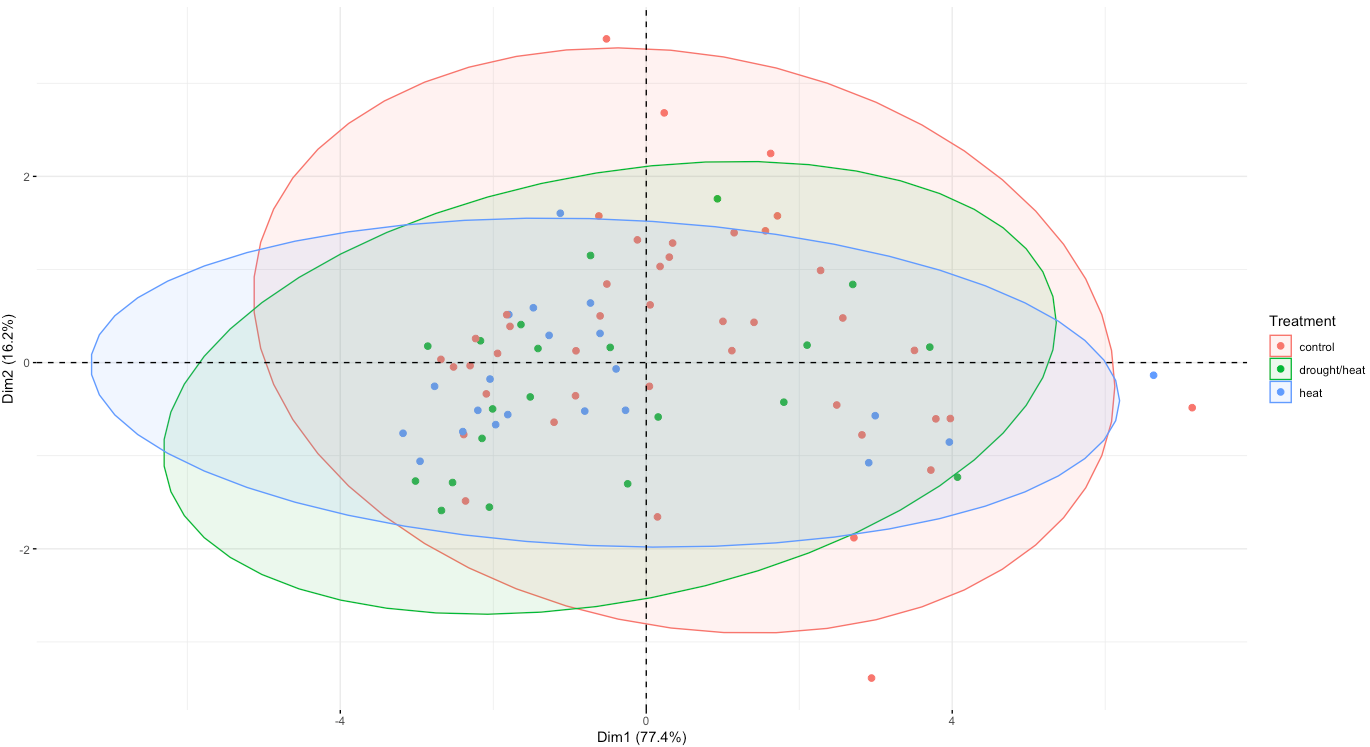 2
0
-2
-4
0
4
Dim1 (77.4%)
Dim2 (16.2%)
Treatment
control
drought/heat
heat